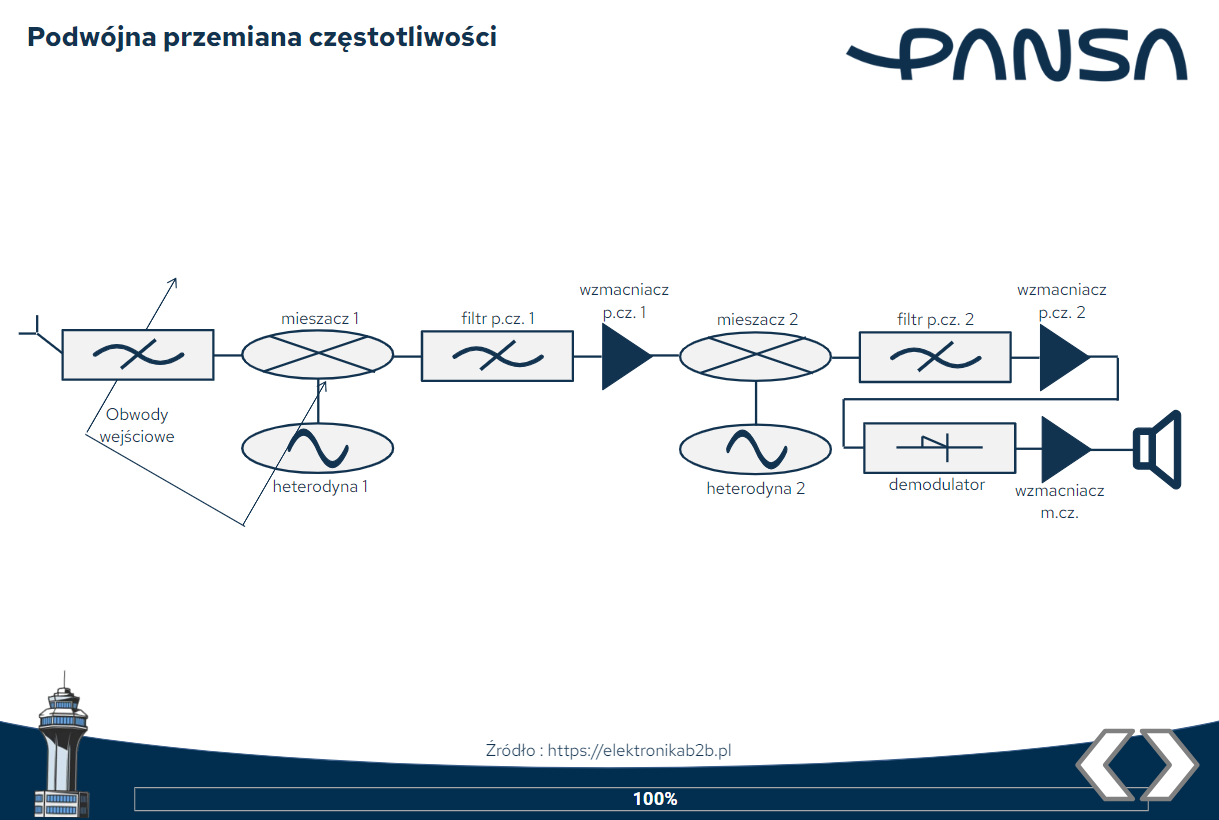 Podwójna przemiana częstotliwości
PANSA
wzmacniacz
p.cz. 1
wzmacniacz
p.cz. 2
mieszacz 1
filtr p.cz. 1
mieszacz 2
filtr p.cz. 2
Obwody
wejściowe
heterodyna 1
heterodyna 2
demodulator
wzmacniacz
m.cz.
Źródło : https://elektronikab2b.pl
100%